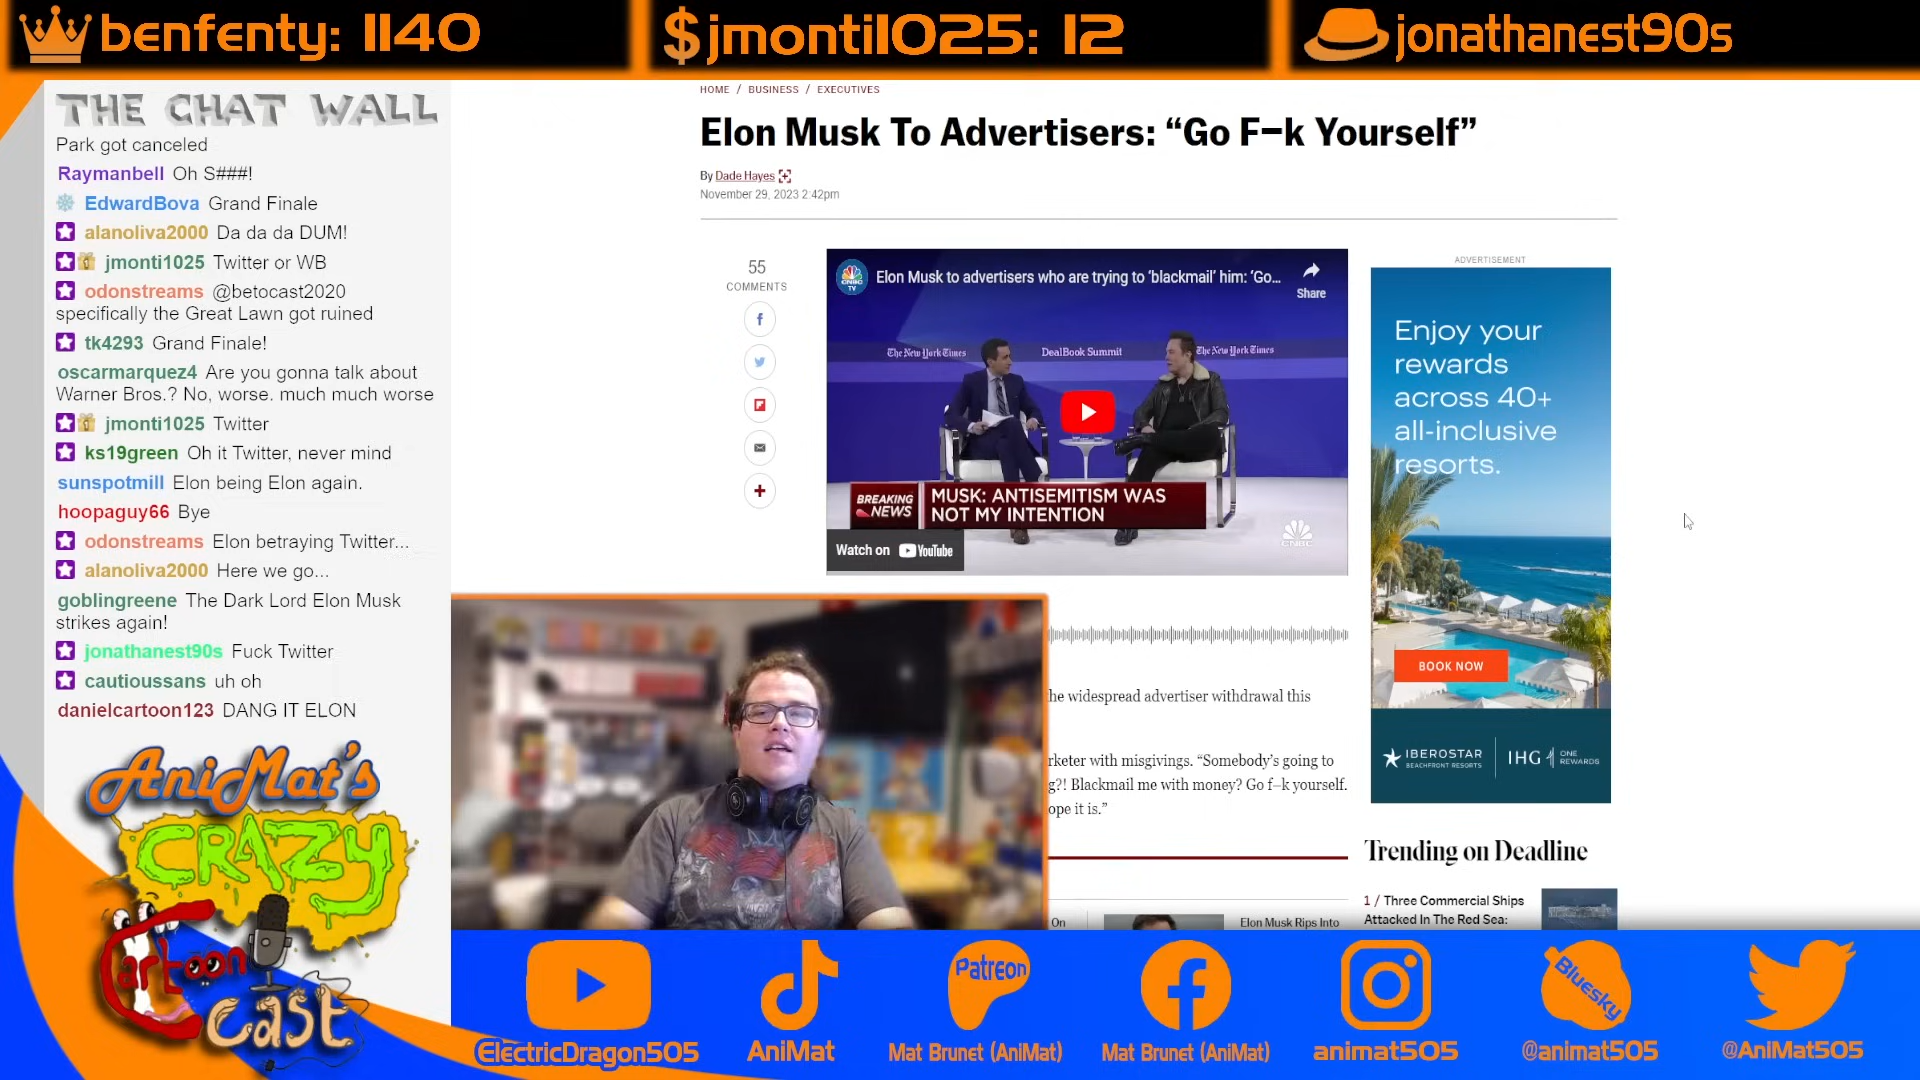 benfenty: 1140
$jmonti1025: 12
jonathanest90s
THE CHAT WALL
Park got canceled
Raymanbell Oh S###!
EdwardBova Grand Finale
alanoliva2000 Da da da DUM!
jmonti1025 Twitter or WB
odonstreams @betocast2020
specifically the Great Lawn got ruined
tk4293 Grand Finale!
oscarmarquez4 Are you gonna talk about
Warner Bros.? No, worse. much much worse
jmonti1025 Twitter
ks19green Oh it Twitter, never mind
sunspotmill Elon being Elon again.
hoopaguy66 Bye
odonstreams Elon betraying Twitter...
alanoliva2000 Here we go...
goblingreene The Dark Lord Elon Musk
strikes again!
jonathanest90s Fuck Twitter
cautioussans uh oh
danielcartoon123 DANG IT ELON
AniMat's
CRAZY
Cartoon
Cast
HOME / BUSINESS / EXECUTIVES
Elon Musk To Advertisers: “Go F–k Yourself”
By Dade Hayes
November 29, 2023 2:42pm
55
COMMENTS
CNBC TV
Elon Musk to advertisers who are trying to ‘blackmail’ him: ‘Go...
Share
The New York Times
DealBook Summit
The New York Times
BREAKING
NEWS
MUSK: ANTISEMITISM WAS
NOT MY INTENTION
CNBC
Watch on YouTube
he widespread advertiser withdrawal this
rketer with misgivings. “Somebody’s going to
g?! Blackmail me with money? Go f–k yourself.
ope it is.”
On
Elon Musk Rips Into
ADVERTISEMENT
Enjoy your
rewards
across 40+
all-inclusive
resorts.
BOOK NOW
IBEROSTAR
BEACHFRONT RESORTS
IHG
ONE
REWARDS
Trending on Deadline
1 / Three Commercial Ships
Attacked In The Red Sea:
Patreon
Bluesky
ElectricDragon505
AniMat
Mat Brunet (AniMat)
Mat Brunet (AniMat)
animat505
@animat505
@AniMat505